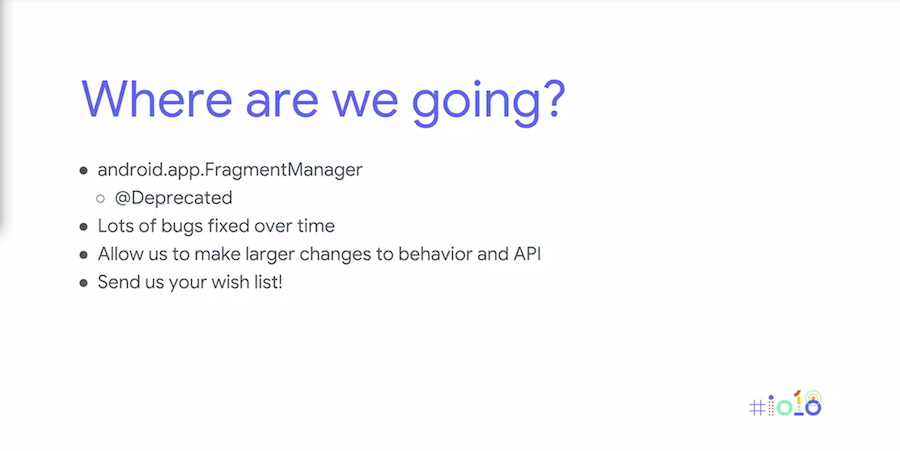 Where are we going?
● android.app.FragmentManager
○ @Deprecated
● Lots of bugs fixed over time
● Allow us to make larger changes to behavior and API
● Send us your wish list!
#io18